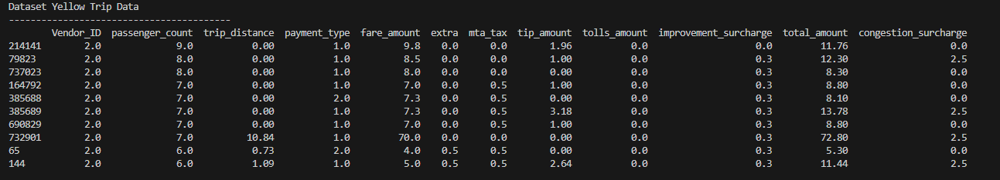 Dataset Yellow Trip Data
-----------------------------------------
Vendor_ID passenger_count trip_distance payment_type fare_amount extra mta_tax tip_amount tolls_amount improvement_surcharge total_amount congestion_surcharge
214141 2.0 9.0 0.00 1.0 9.8 0.0 0.0 1.96 0.0 0.0 11.76 0.0
79823 2.0 8.0 0.00 1.0 8.5 0.0 0.0 1.00 0.0 0.3 12.30 2.5
737023 2.0 8.0 0.00 1.0 8.0 0.0 0.0 0.00 0.0 0.3 8.30 0.0
164792 2.0 7.0 0.00 1.0 7.0 0.0 0.5 1.00 0.0 0.3 8.80 0.0
385688 2.0 7.0 0.00 2.0 7.3 0.0 0.5 0.00 0.0 0.3 8.10 0.0
385689 2.0 7.0 0.00 1.0 7.3 0.0 0.5 3.18 0.0 0.3 13.78 2.5
690829 2.0 7.0 0.00 1.0 7.0 0.0 0.5 1.00 0.0 0.3 8.80 0.0
732901 2.0 7.0 10.84 1.0 70.0 0.0 0.0 0.00 0.0 0.3 72.80 2.5
65 2.0 6.0 0.73 2.0 4.0 0.5 0.5 0.00 0.0 0.3 5.30 0.0
144 2.0 6.0 1.09 1.0 5.0 0.5 0.5 2.64 0.0 0.3 11.44 2.5